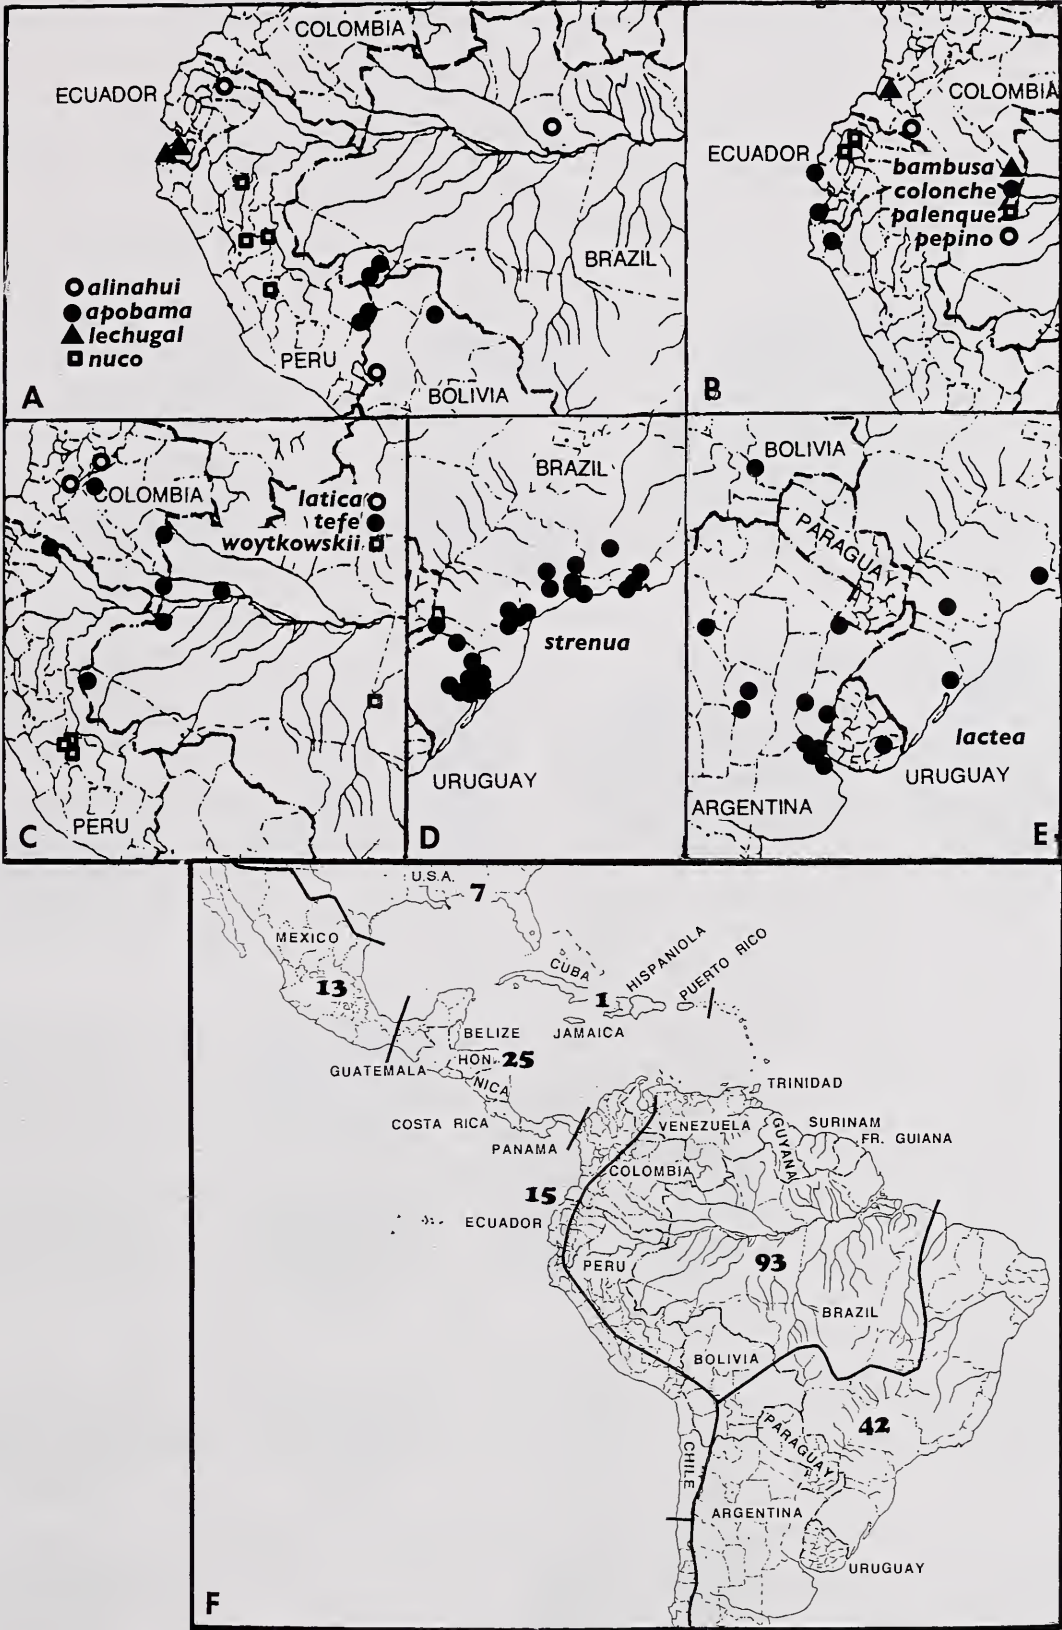 COLOMBIA
ECUADOR
BRAZIL
alinahui
apobama
lechugal
nuco
PERU
BOLIVIA
A
COLOMBIA
ECUADOR
bambusa
colonche
palenque
pepino
B
COLOMBIA
latica
tefe
woytkowskii
PERU
C
BRAZIL
strenua
URUGUAY
D
BOLIVIA
PARAGUAY
lactea
URUGUAY
ARGENTINA
E
U.S.A.
7
MEXICO
13
CUBA
HISPANIOLA
PUERTO RICO
1
BELIZE
JAMAICA
HON.
25
GUATEMALA
NICA
TRINIDAD
COSTA RICA
VENEZUELA
GUYANA
SURINAM
FR. GUIANA
PANAMA
COLOMBIA
15
ECUADOR
PERU
93
BRAZIL
BOLIVIA
PARAGUAY
42
CHILE
ARGENTINA
URUGUAY
F